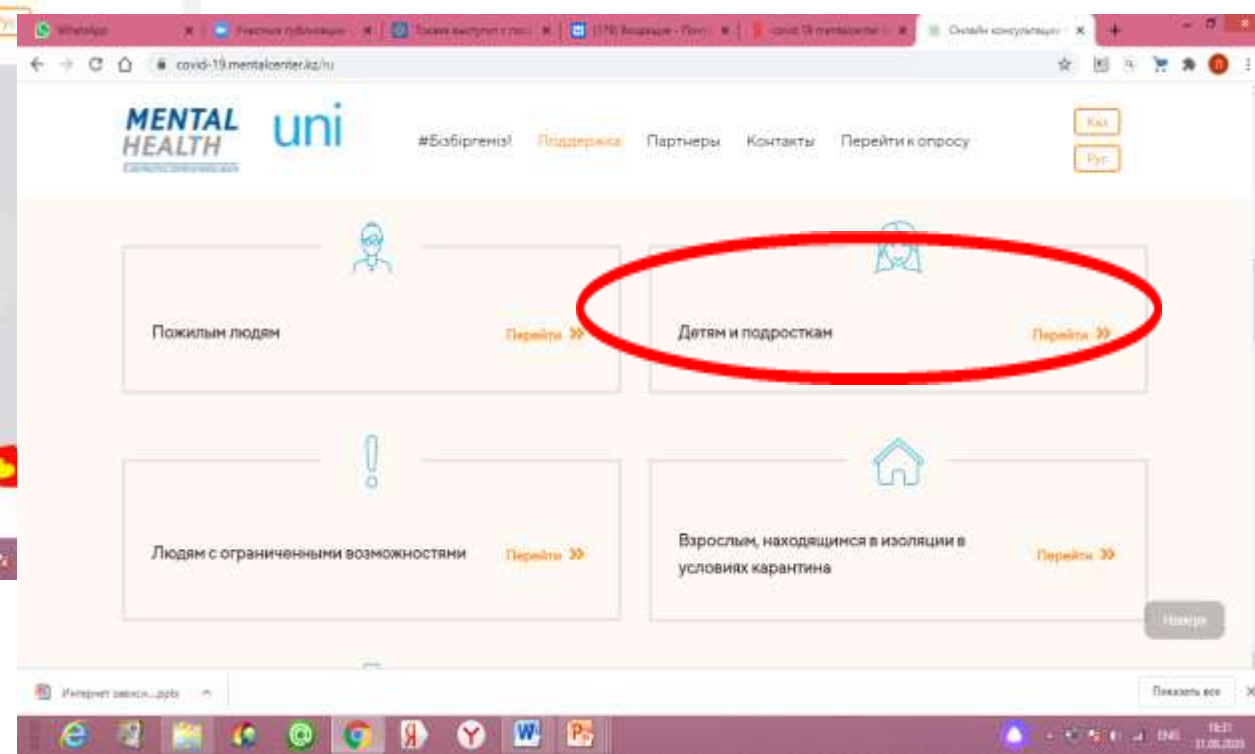 WhatsApp
covid-19.mentalcenter.kz/ru
MENTAL
HEALTH
uni
#Бізбіргеміз! Поддержка Партнеры Контакты Перейти к опросу
Каз
Рус
Пожилым людям Перейти »
Детям и подросткам Перейти »
Людям с ограниченными возможностями Перейти »
Взрослым, находящимся в изоляции в
условиях карантина
Перейти »
Наверх
Показать все
ENG